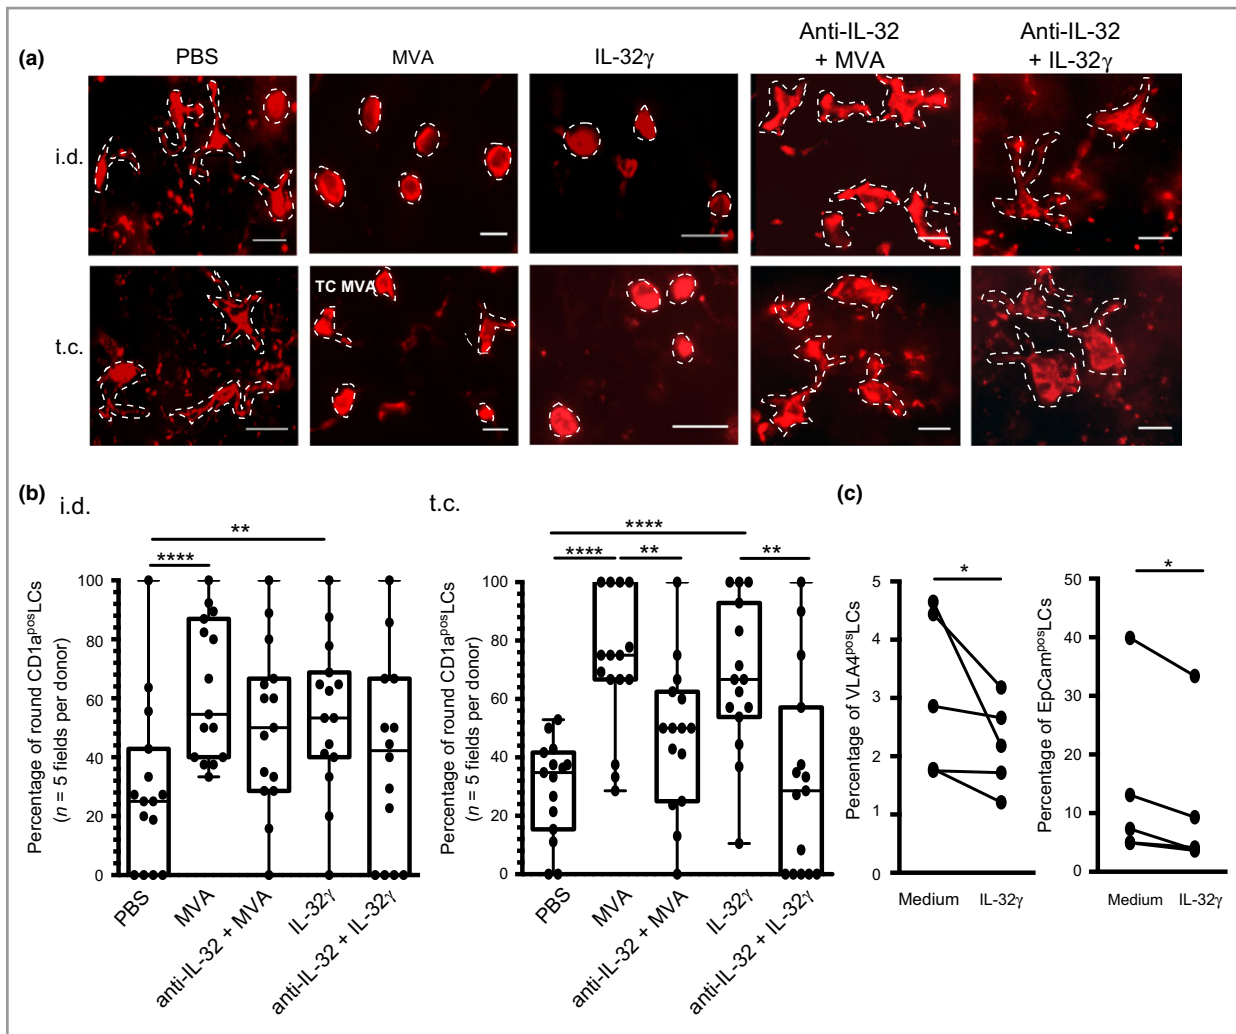 (a)
PBS
MVA
IL-32γ
Anti-IL-32
+ MVA
Anti-IL-32
+ IL-32γ
i.d.
t.c.
TC MVA
(b)
i.d.
Percentage of round CD1aposLCs
(n = 5 fields per donor)
100
80
60
40
20
0
****
**
PBS
MVA
anti-IL-32 + MVA
IL-32γ
anti-IL-32 + IL-32γ
t.c.
Percentage of round CD1aposLCs
(n = 5 fields per donor)
100
80
60
40
20
0
****
****
**
**
PBS
MVA
anti-IL-32 + MVA
IL-32γ
anti-IL-32 + IL-32γ
(c)
Percentage of VLA4posLCs
5
4
3
2
1
0
*
Medium IL-32γ
Percentage of EpCamposLCs
50
40
30
20
10
0
*
Medium IL-32γ